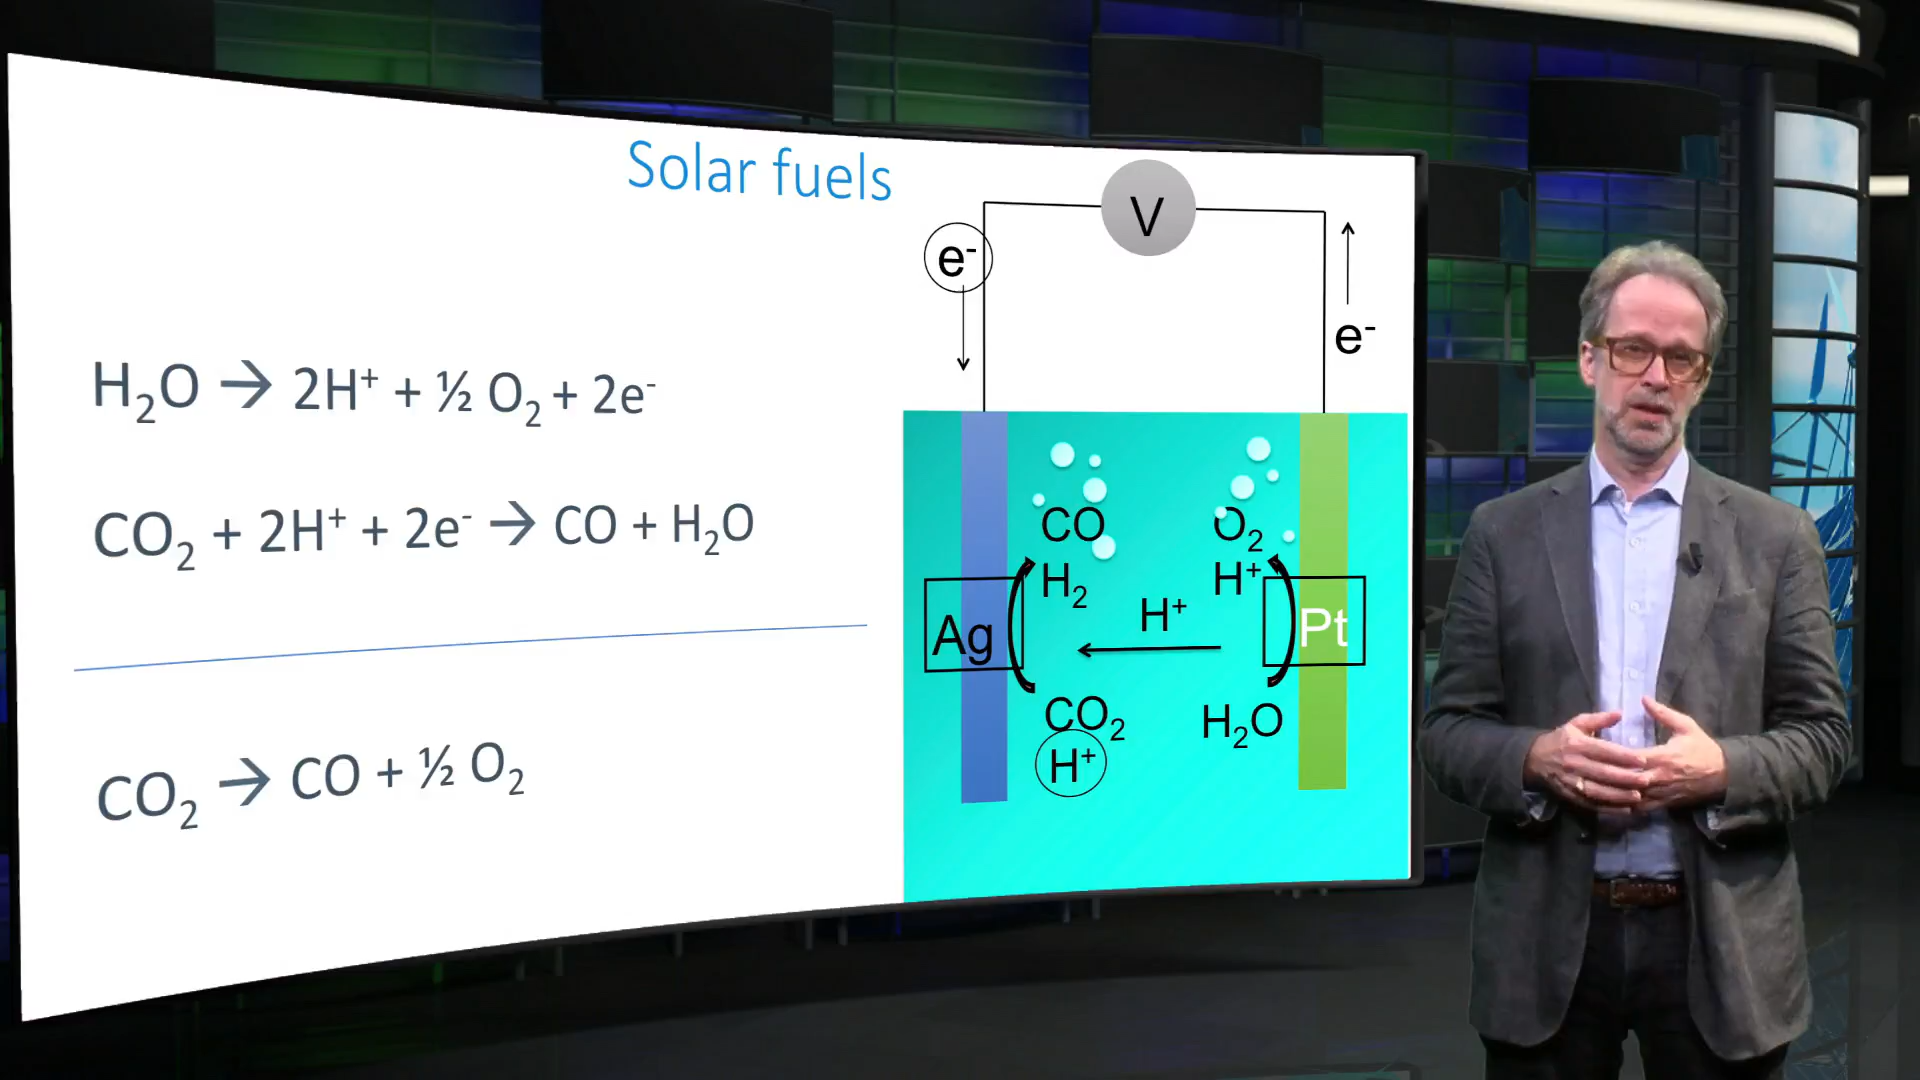 Solar fuels
H₂O → 2H⁺ + ½ O₂ + 2e⁻
CO₂ + 2H⁺ + 2e⁻ → CO + H₂O
CO₂ → CO + ½ O₂
V
e⁻
e⁻
CO
O₂
H₂
H⁺
H⁺
Ag
Pt
CO₂
H₂O
H⁺